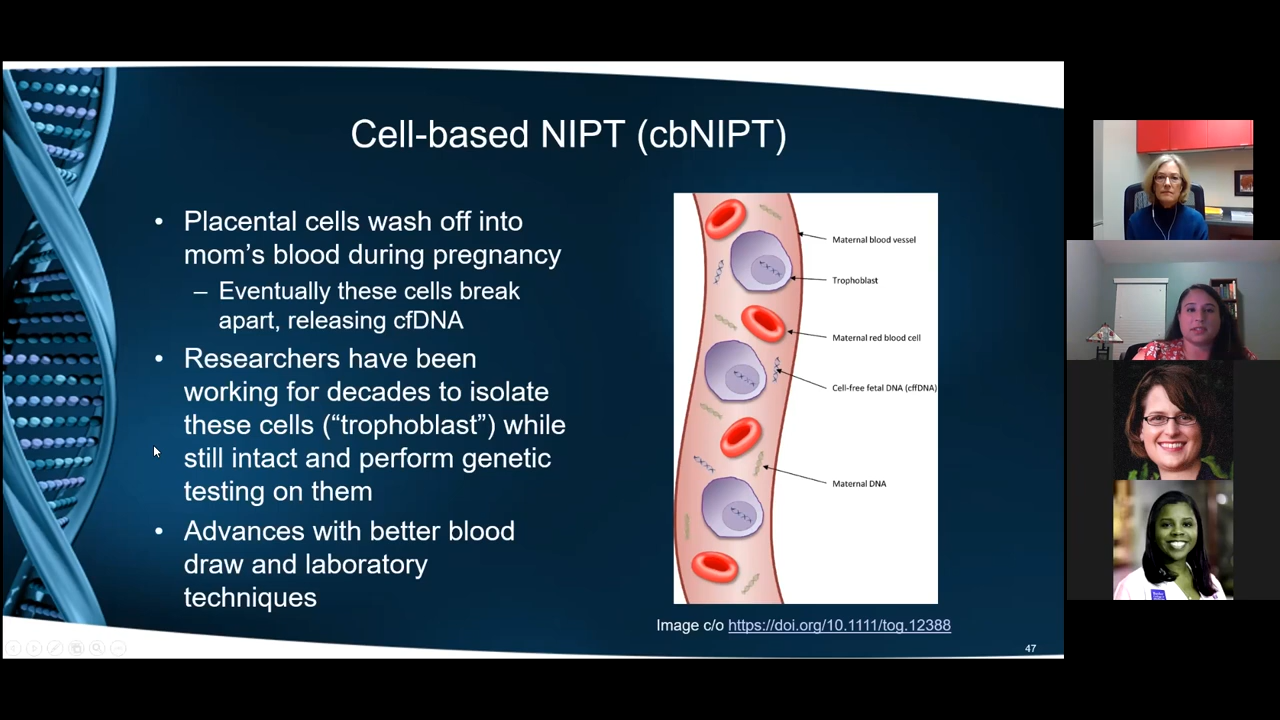 Cell-based NIPT (cbNIPT)
• Placental cells wash off into
mom’s blood during pregnancy
– Eventually these cells break
apart, releasing cfDNA
• Researchers have been
working for decades to isolate
these cells (“trophoblast”) while
still intact and perform genetic
testing on them
• Advances with better blood
draw and laboratory
techniques
Maternal blood vessel
Trophoblast
Maternal red blood cell
Cell-free fetal DNA (cffDNA)
Maternal DNA
Image c/o https://doi.org/10.1111/tog.12388
47